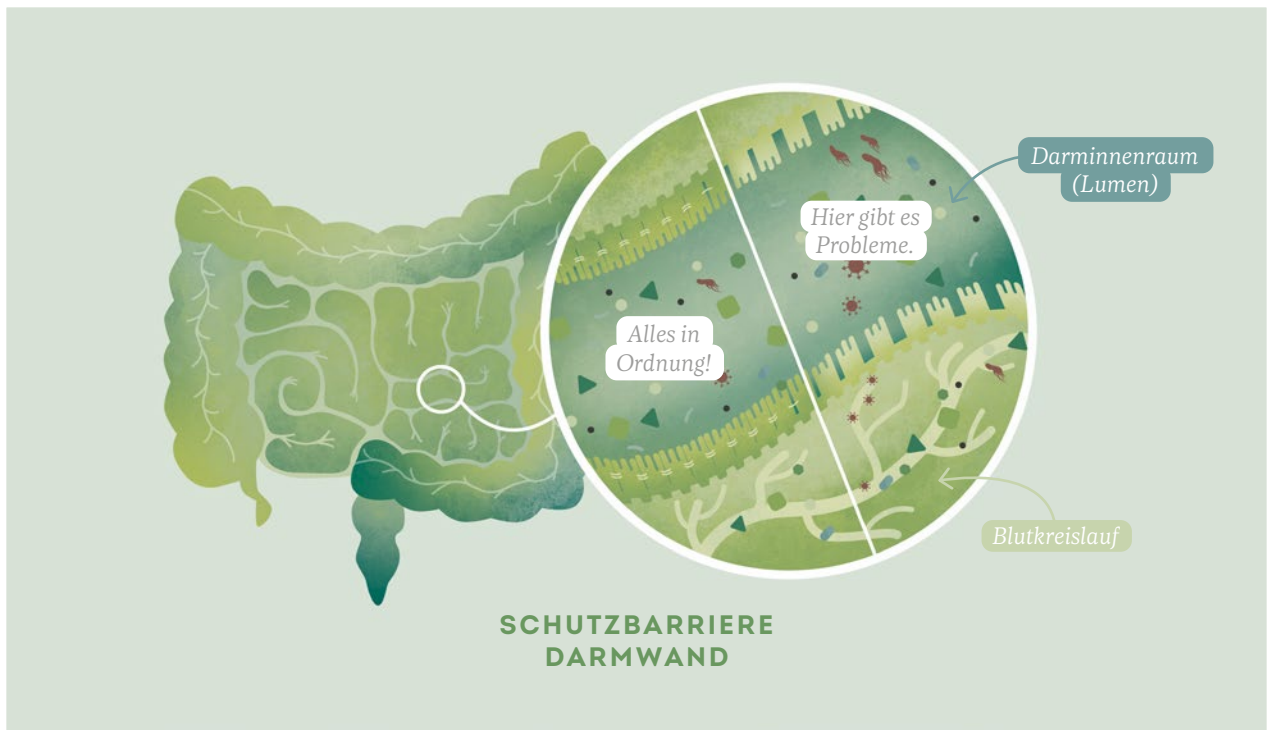 Darminnenraum
(Lumen)
Hier gibt es
Probleme.
Alles in
Ordnung!
Blutkreislauf
SCHUTZBARRIERE
DARMWAND